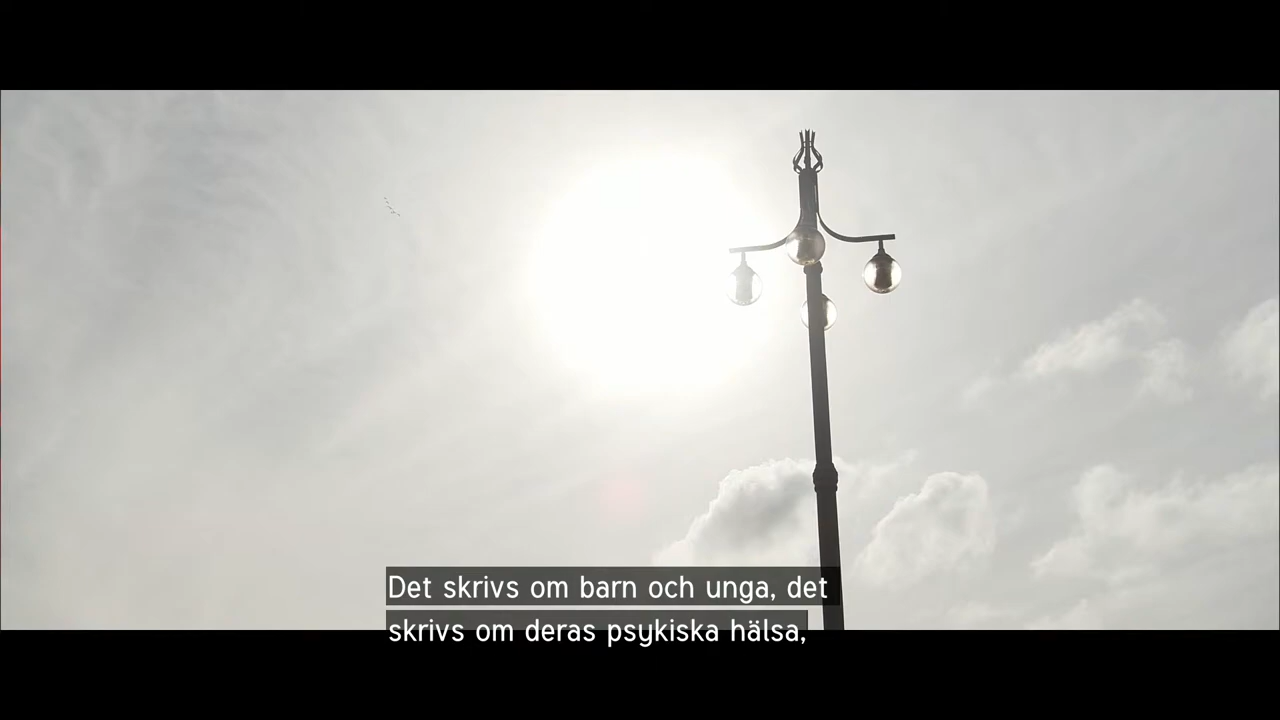 Det skrivs om barn och unga, det
skrivs om deras psykiska hälsa,